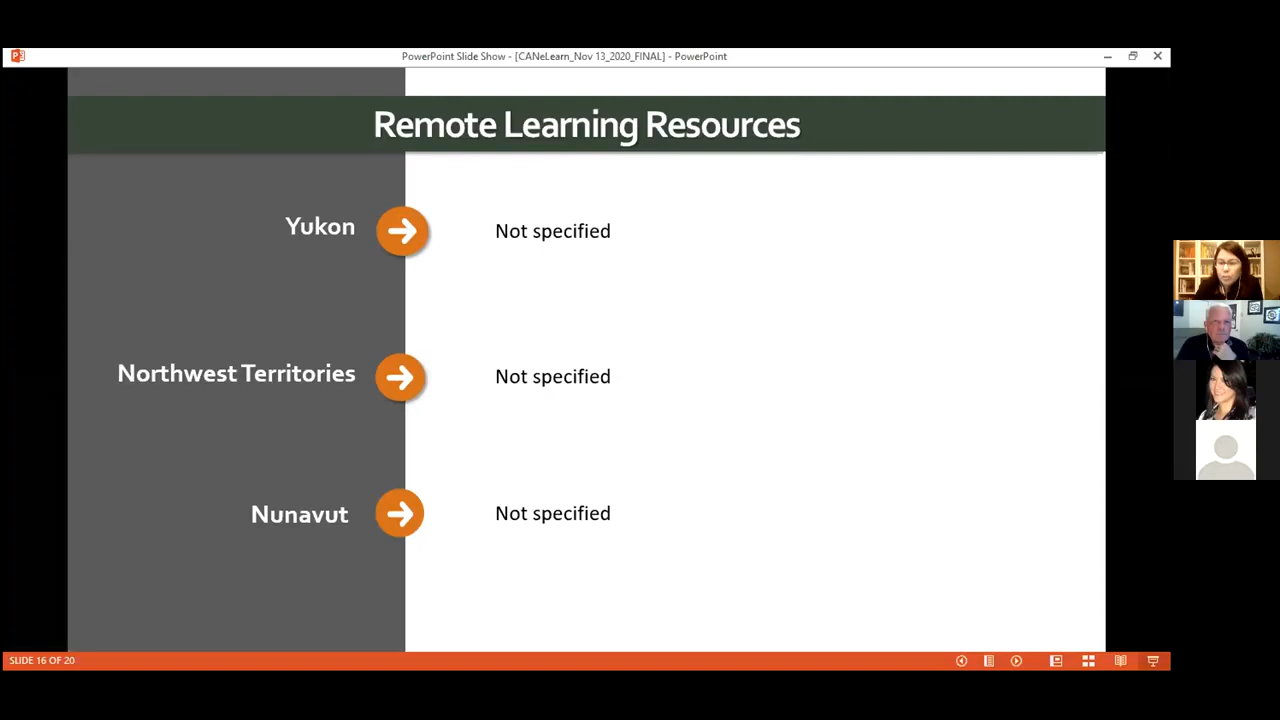 PowerPoint Slide Show - [CANeLearn_Nov 13_2020_FINAL] - PowerPoint
Remote Learning Resources
Yukon
Not specified
Northwest Territories
Not specified
Nunavut
Not specified
SLIDE 16 OF 20